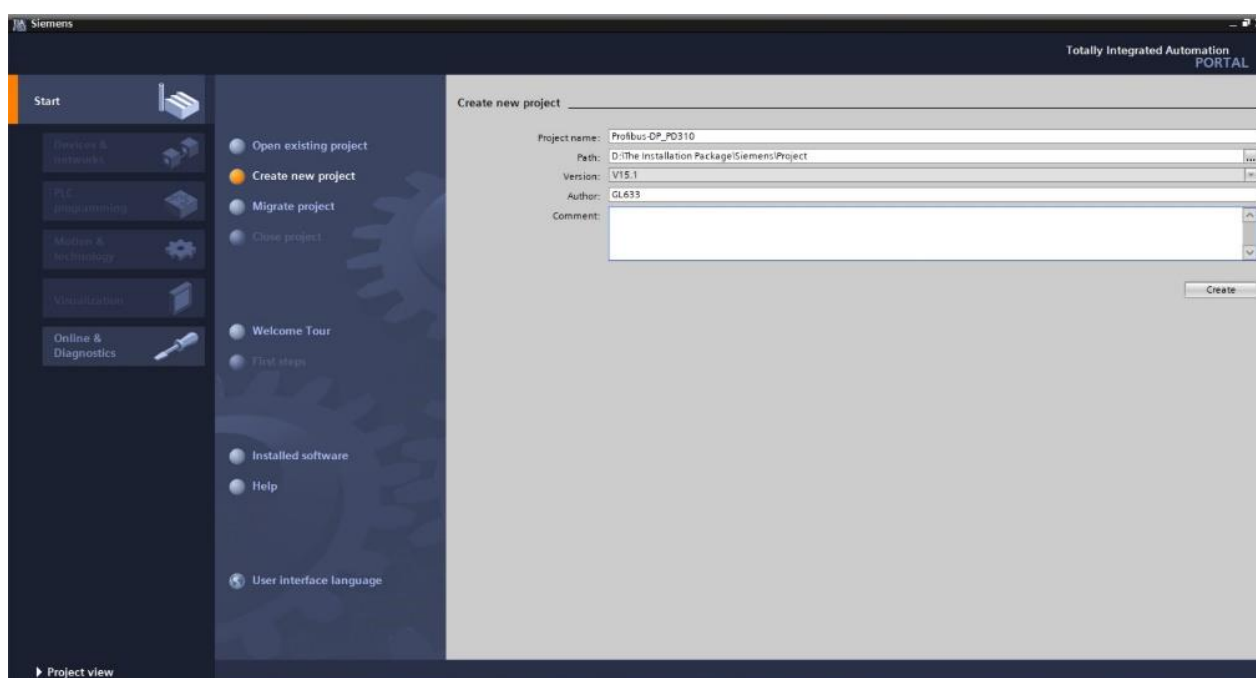 Siemens
Totally Integrated Automation
PORTAL
Start
Devices &
networks
PLC
programming
Motion &
technology
Visualization
Online &
Diagnostics
Open existing project
Create new project
Migrate project
Close project
Welcome Tour
First steps
Installed software
Help
User interface language
Create new project
Project name: Profibus-DP_PD310
Path: D:\The Installation Package\Siemens\Project
...
Version: V15.1
Author: GL633
Comment:
Create
Project view